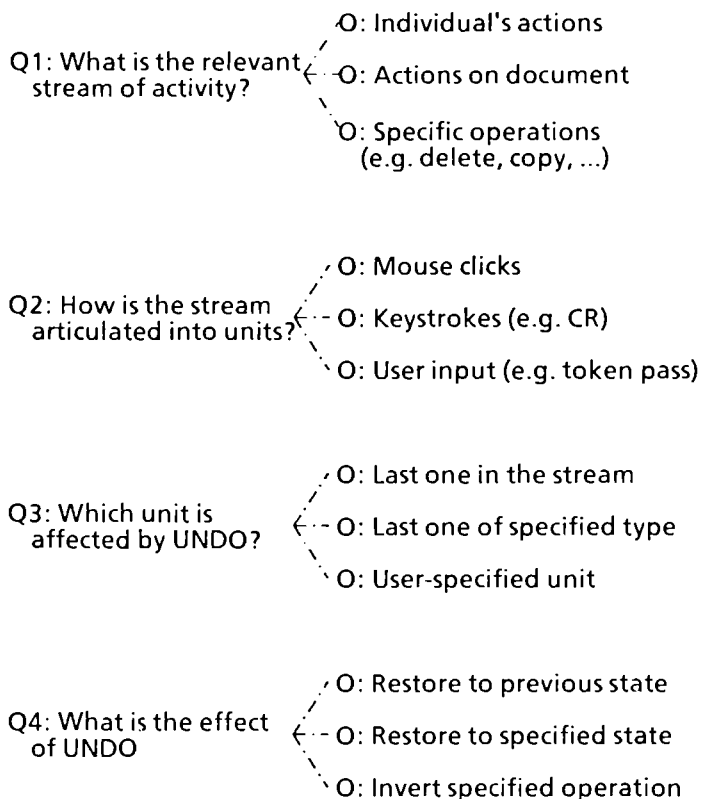 Q1: What is the relevant
stream of activity?
O: Individual's actions
O: Actions on document
O: Specific operations
(e.g. delete, copy, ...)
Q2: How is the stream
articulated into units?
O: Mouse clicks
O: Keystrokes (e.g. CR)
O: User input (e.g. token pass)
Q3: Which unit is
affected by UNDO?
O: Last one in the stream
O: Last one of specified type
O: User-specified unit
Q4: What is the effect
of UNDO
O: Restore to previous state
O: Restore to specified state
O: Invert specified operation